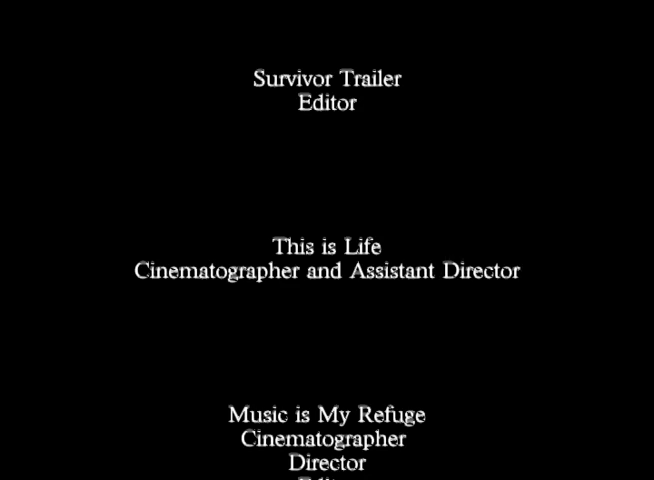 Survivor Trailer
Editor
This is Life
Cinematographer and Assistant Director
Music is My Refuge
Cinematographer
Director